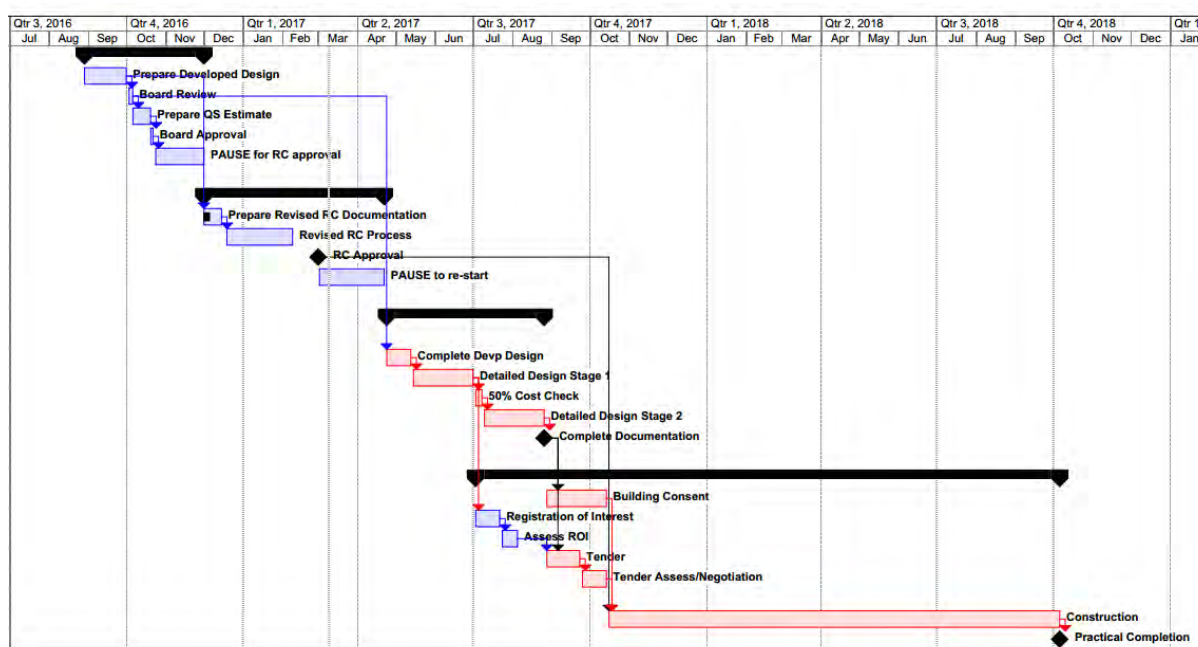 Qtr 3, 2016 Qtr 4, 2016 Qtr 1, 2017 Qtr 2, 2017 Qtr 3, 2017 Qtr 4, 2017 Qtr 1, 2018 Qtr 2, 2018 Qtr 3, 2018 Qtr 4, 2018 Qtr 1
Jul Aug Sep Oct Nov Dec Jan Feb Mar Apr May Jun Jul Aug Sep Oct Nov Dec Jan Feb Mar Apr May Jun Jul Aug Sep Oct Nov Dec Jan
Prepare Developed Design
Board Review
Prepare QS Estimate
Board Approval
PAUSE for RC approval
Prepare Revised RC Documentation
Revised RC Process
RC Approval
PAUSE to re-start
Complete Devp Design
Detailed Design Stage 1
50% Cost Check
Detailed Design Stage 2
Complete Documentation
Building Consent
Registration of Interest
Assess ROI
Tender
Tender Assess/Negotiation
Construction
Practical Completion